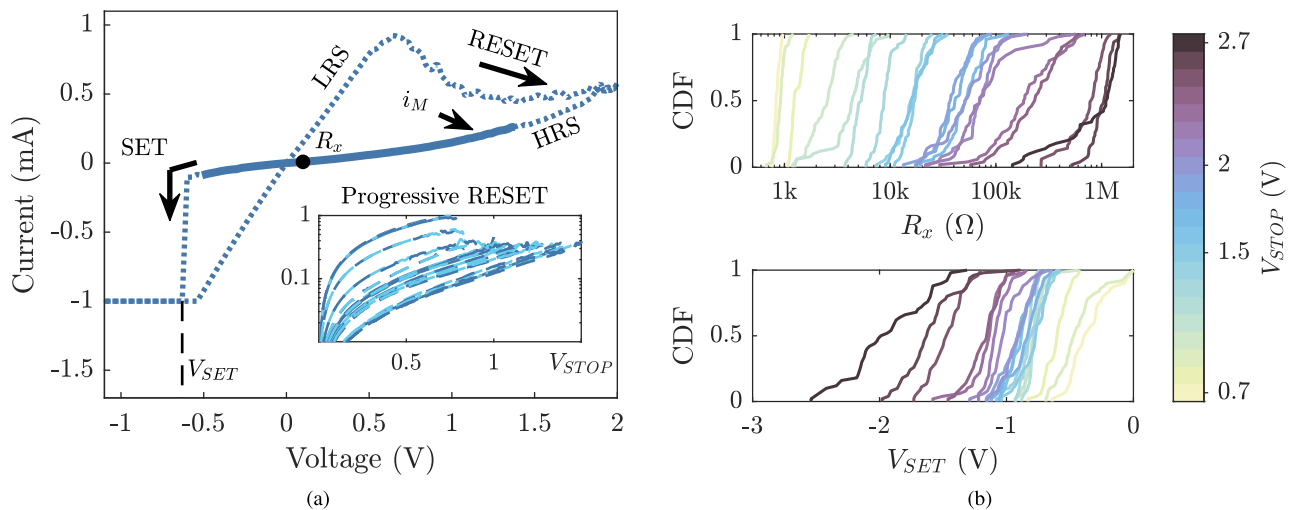 1
0.5
0
-0.5
-1
-1.5
Current (mA)
-1
-0.5
0
0.5
1
1.5
2
Voltage (V)
LRS
RESET
i_M
HRS
SET
R_x
V_SET
Progressive RESET
1
0.1
0.5
1
V_STOP
(a)
1
0.5
0
CDF
1k
10k
100k
1M
R_x (Ω)
1
0.5
0
CDF
-3
-2
-1
0
V_SET (V)
2.7
2
1.5
0.7
V_STOP (V)
(b)